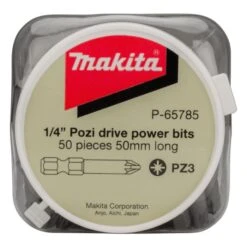 Makita
P-65785
1/4" Pozi drive power bits
50 pieces 50mm long
PZ3
Makita Corporation.
Anjo, Aichi, Japan